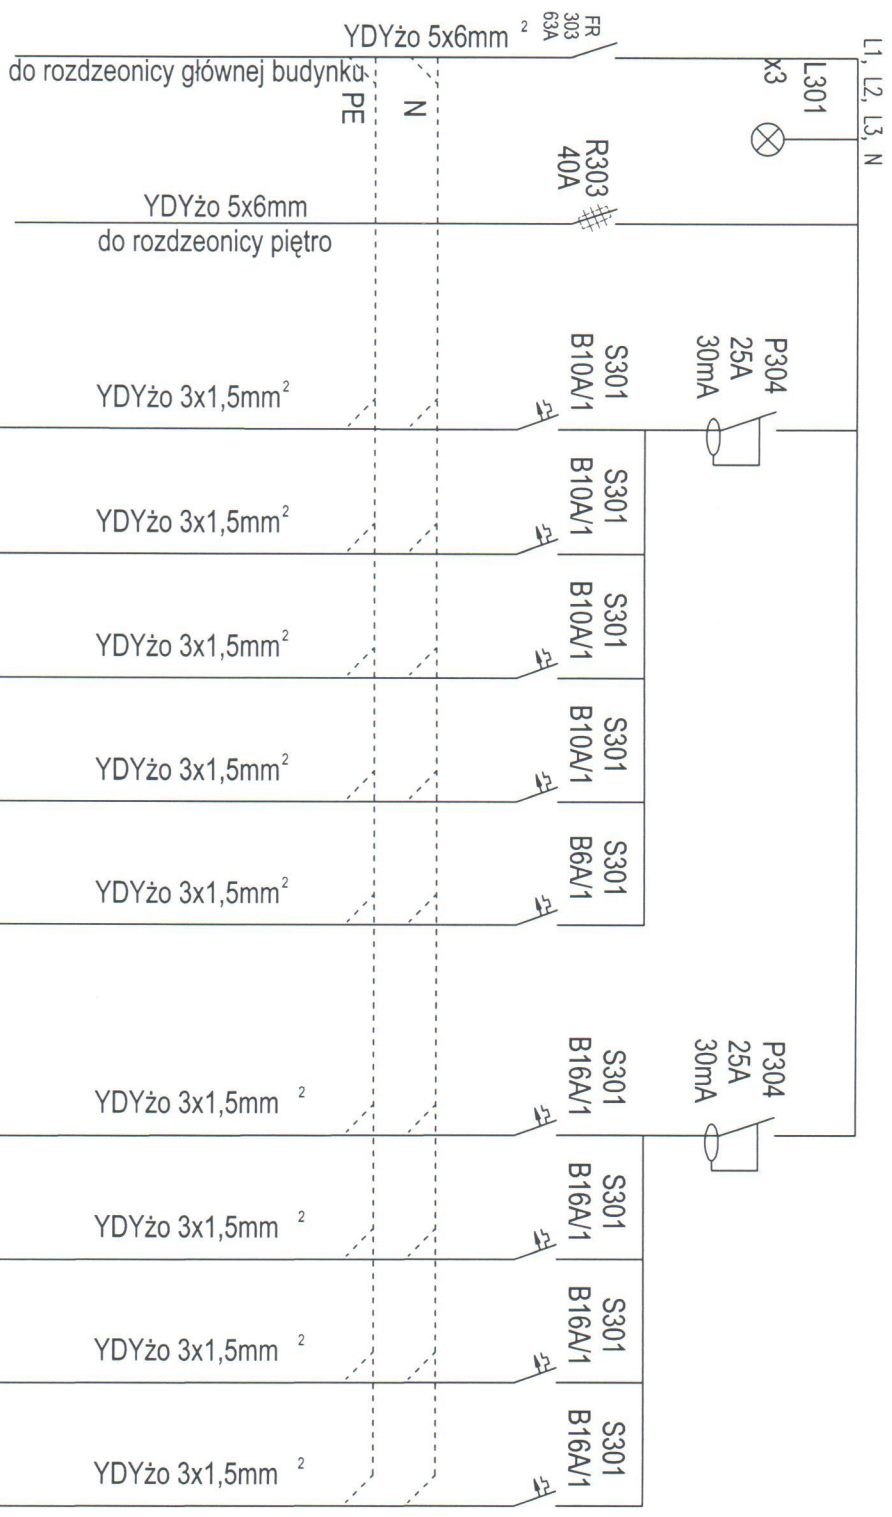 L1, L2, L3, N
YDYżo 5x6mm 2
FR
303
63A
do rozdzeonicy głównej budynku
PE
N
L301
x3
R303
40A
YDYżo 5x6mm
do rozdzeonicy piętro
P304
25A
30mA
S301
B10A/1
YDYżo 3x1,5mm2
S301
B10A/1
YDYżo 3x1,5mm2
S301
B10A/1
YDYżo 3x1,5mm2
S301
B10A/1
YDYżo 3x1,5mm2
S301
B6A/1
YDYżo 3x1,5mm2
P304
25A
30mA
S301
B16A/1
YDYżo 3x1,5mm 2
S301
B16A/1
YDYżo 3x1,5mm 2
S301
B16A/1
YDYżo 3x1,5mm 2
S301
B16A/1
YDYżo 3x1,5mm 2